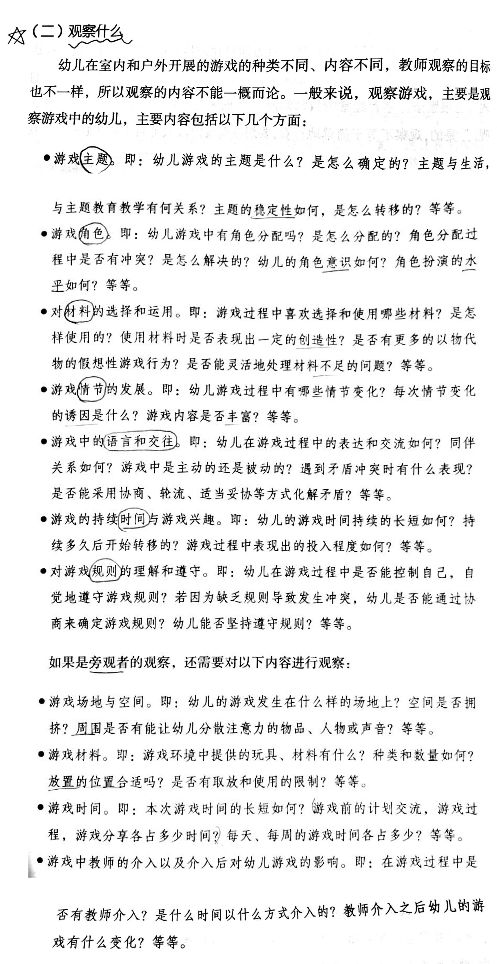 （二）观察什么
幼儿在室内和户外开展的游戏的种类不同、内容不同，教师观察的目标
也不一样，所以观察的内容不能一概而论。一般来说，观察游戏，主要是观
察游戏中的幼儿，主要内容包括以下几个方面：
●游戏主题。即：幼儿游戏的主题是什么？是怎么确定的？主题与生活，
与主题教育教学有何关系？主题的稳定性如何，是怎么转移的？等等。
●游戏角色。即：幼儿游戏中有角色分配吗？是怎么分配的？角色分配过
程中是否有冲突？是怎么解决的？幼儿的角色意识如何？角色扮演的水
平如何？等等。
●对材料的选择和运用。即：游戏过程中喜欢选择和使用哪些材料？是怎
样使用的？使用材料时是否表现出一定的创造性？是否有更多的以物代
物的假想性游戏行为？是否能灵活地处理材料不足的问题？等等。
●游戏情节的发展。即：幼儿游戏过程中有哪些情节变化？每次情节变化
的诱因是什么？游戏内容是否丰富？等等。
●游戏中的语言和交往。即：幼儿在游戏过程中的表达和交流如何？同伴
关系如何？游戏中是主动的还是被动的？遇到矛盾冲突时有什么表现？
是否能采用协商、轮流、适当妥协等方式化解矛盾？等等。
●游戏的持续时间与游戏兴趣。即：幼儿的游戏时间持续的长短如何？持
续多久后开始转移的？游戏过程中表现出的投入程度如何？等等。
●对游戏规则的理解和遵守。即：幼儿在游戏过程中是否能控制自己，自
觉地遵守游戏规则？若因为缺乏规则导致发生冲突，幼儿是否能通过协
商来确定游戏规则？幼儿能否坚持遵守规则？等等。
如果是旁观者的观察，还需要对以下内容进行观察：
●游戏场地与空间。即：幼儿的游戏发生在什么样的场地上？空间是否拥
挤？周围是否有能让幼儿分散注意力的物品、人物或声音？等等。
●游戏材料。即：游戏环境中提供的玩具、材料有什么？种类和数量如何？
放置的位置合适吗？是否有取放和使用的限制？等等。
●游戏时间。即：本次游戏时间的长短如何？游戏前的计划交流，游戏过
程，游戏分享各占多少时间？每天、每周的游戏时间各占多少？等等。
●游戏中教师的介入以及介入后对幼儿游戏的影响。即：在游戏过程中是
否有教师介入？是什么时间以什么方式介入的？教师介入之后幼儿的游
戏有什么变化？等等。